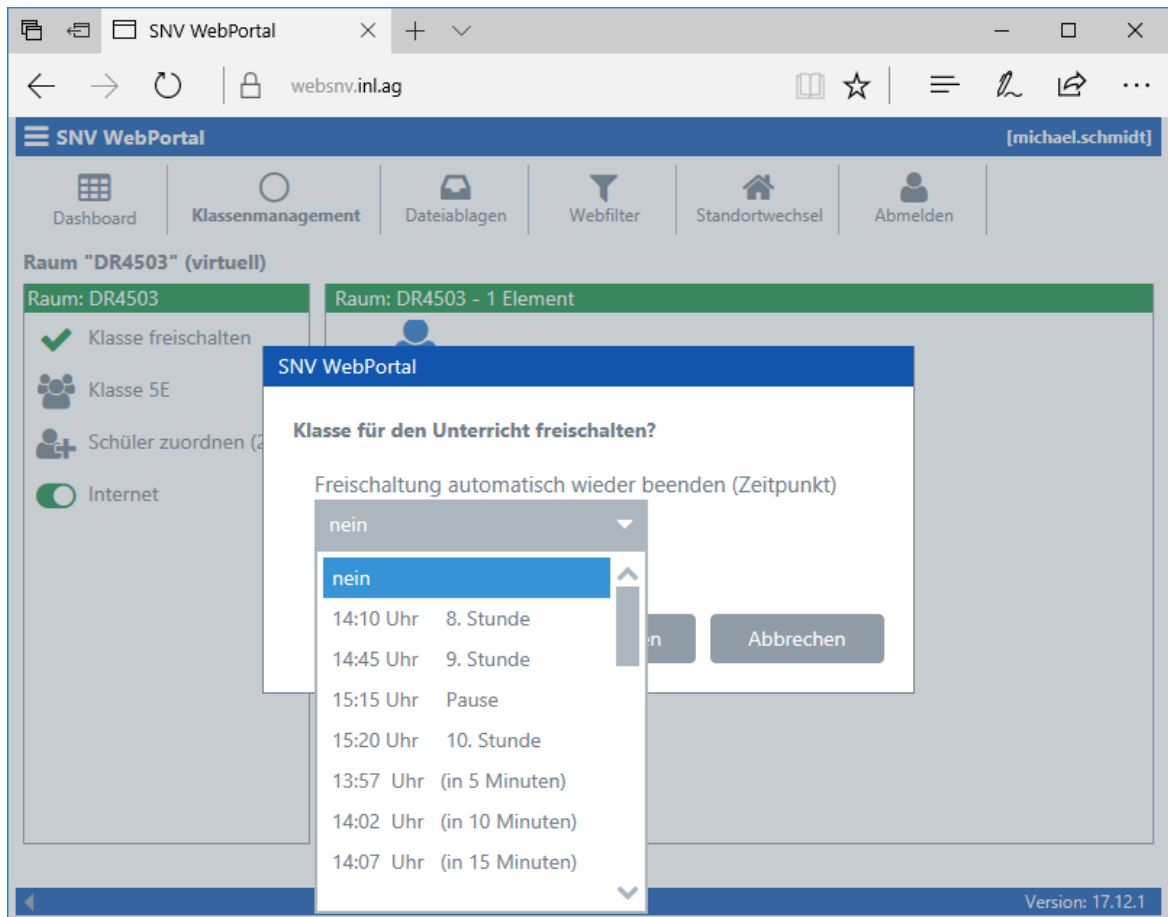 SNV WebPortal
websnv.inl.ag
SNV WebPortal [michael.schmidt]
Dashboard Klassenmanagement Dateiablagen Webfilter Standortwechsel Abmelden
Raum "DR4503" (virtuell)
Raum: DR4503
Klasse freischalten
Klasse 5E
Schüler zuordnen (2
Internet
Raum: DR4503 - 1 Element
SNV WebPortal
Klasse für den Unterricht freischalten?
Freischaltung automatisch wieder beenden (Zeitpunkt)
nein
nein
14:10 Uhr 8. Stunde
14:45 Uhr 9. Stunde
15:15 Uhr Pause
15:20 Uhr 10. Stunde
13:57 Uhr (in 5 Minuten)
14:02 Uhr (in 10 Minuten)
14:07 Uhr (in 15 Minuten)
Abbrechen
Version: 17.12.1